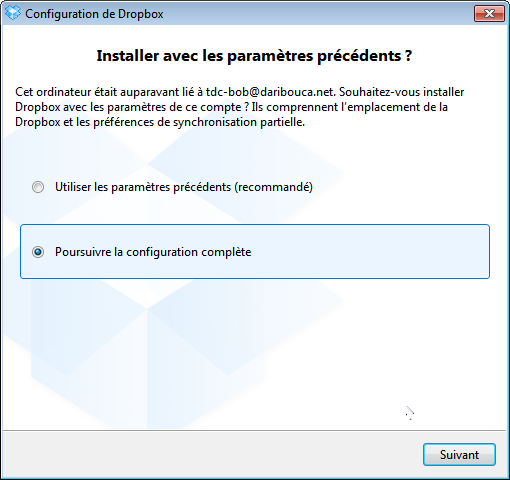 Configuration de Dropbox
Installer avec les paramètres précédents ?
Cet ordinateur était auparavant lié à tdc-bob@daribouca.net. Souhaitez-vous installer
Dropbox avec les paramètres de ce compte ? Ils comprennent l'emplacement de la
Dropbox et les préférences de synchronisation partielle.
Utiliser les paramètres précédents (recommandé)
Poursuivre la configuration complète
Suivant